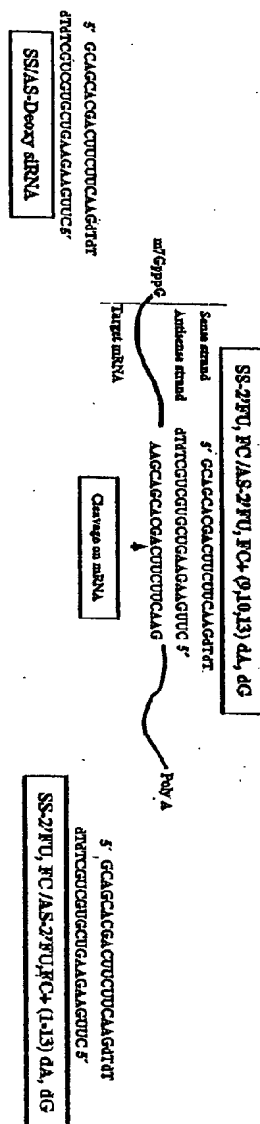 5' GCAGCACGACUUCUUCAAGdTdT
dTdTCGUCGUGCUGAAGAAGUUC 5'
SS/AS-Deoxy siRNA
SS-2'FU, FC /AS-2'FU, FC+ (9,10,13) dA, dG
Sense strand 5' GCAGCACGACUUCUUCAAGdTdT
Antisense strand dTdTCGUCGUGCUGAAGAAGUUC 5'
Target mRNA AAGCAGCACGACUUCUUCAAG
m7GpppG
Poly A
Cleavage on mRNA
5' GCAGCACGACUUCUUCAAGdTdT
dTdTCGUCGUGCUGAAGAAGUUC 5'
SS-2'FU, FC /AS-2'FU,FC+ (1-13) dA, dG